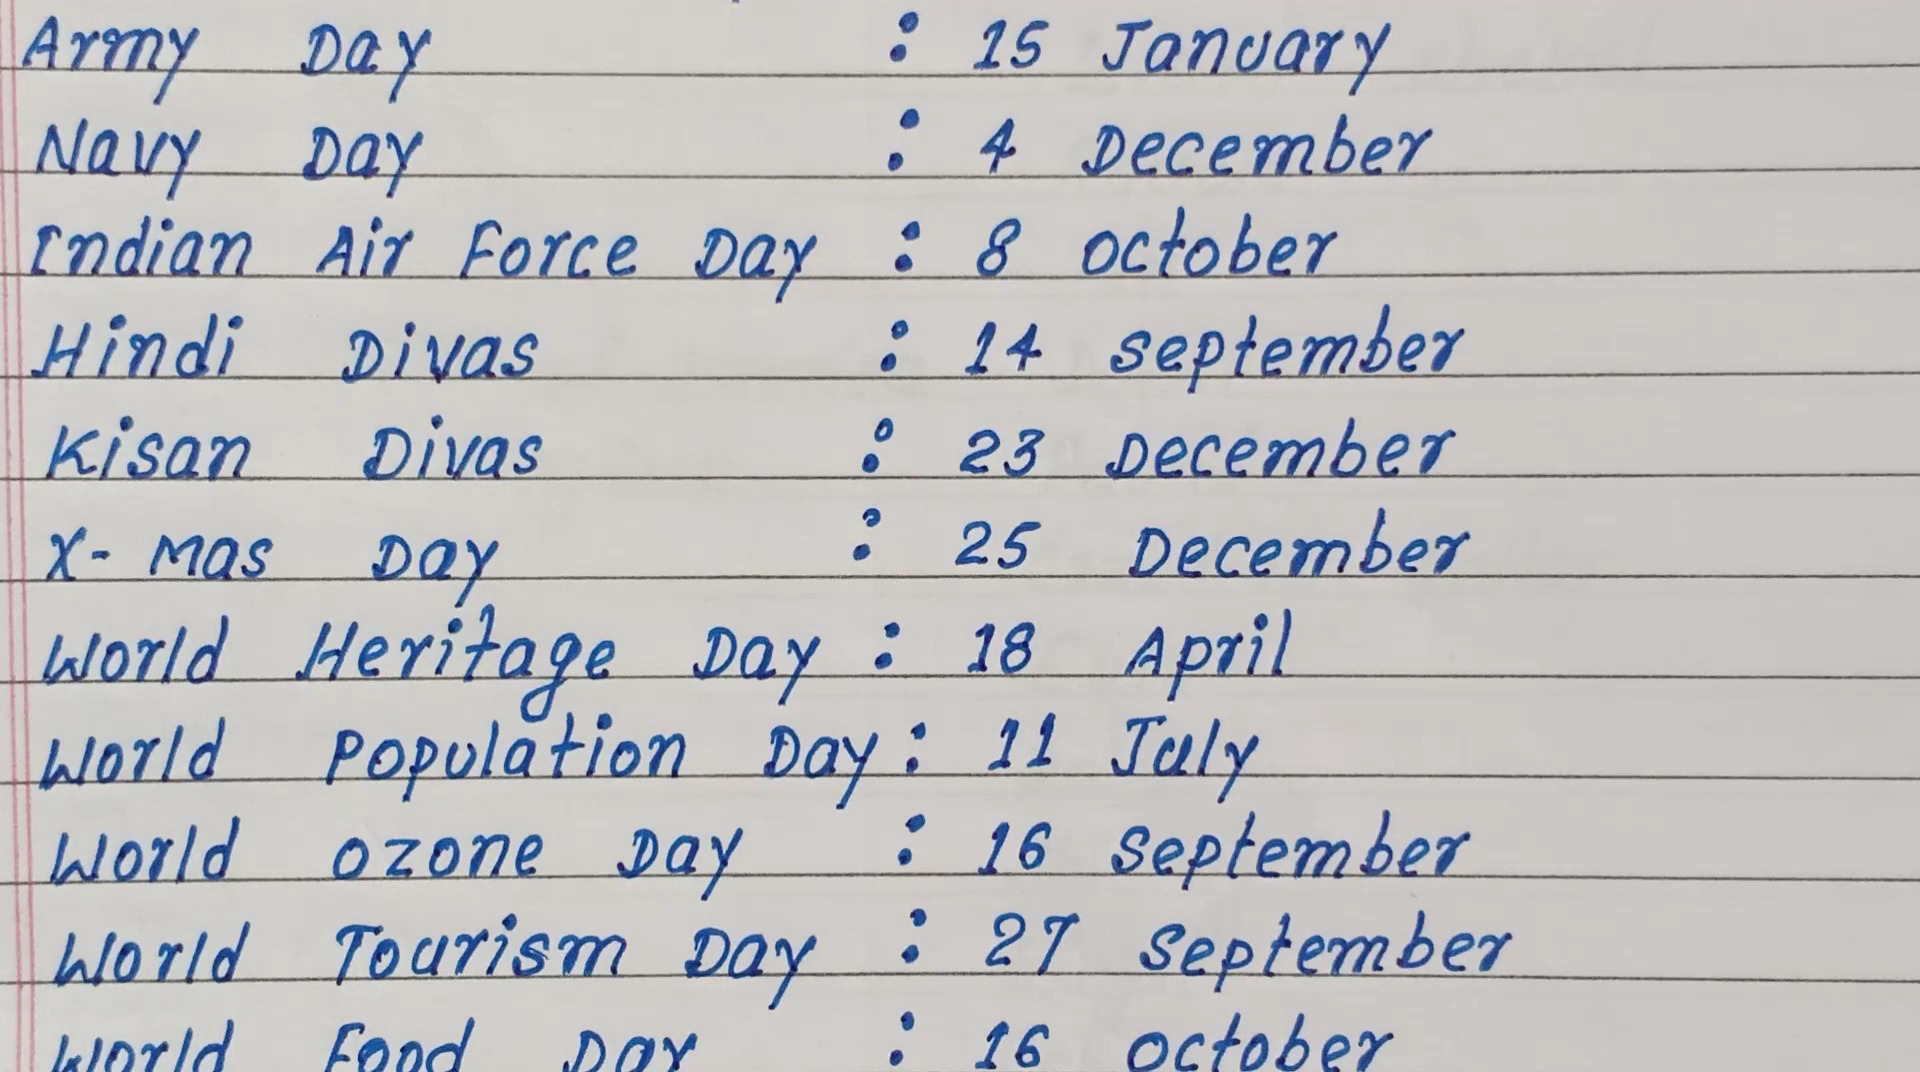 Army Day : 15 January
Navy Day : 4 December
Indian Air Force Day : 8 october
Hindi Divas : 14 september
Kisan Divas : 23 December
X- Mas Day : 25 December
World Heritage Day : 18 April
World Population Day : 11 July
World ozone Day : 16 September
World Tourism Day : 27 September
World Food Day : 16 october